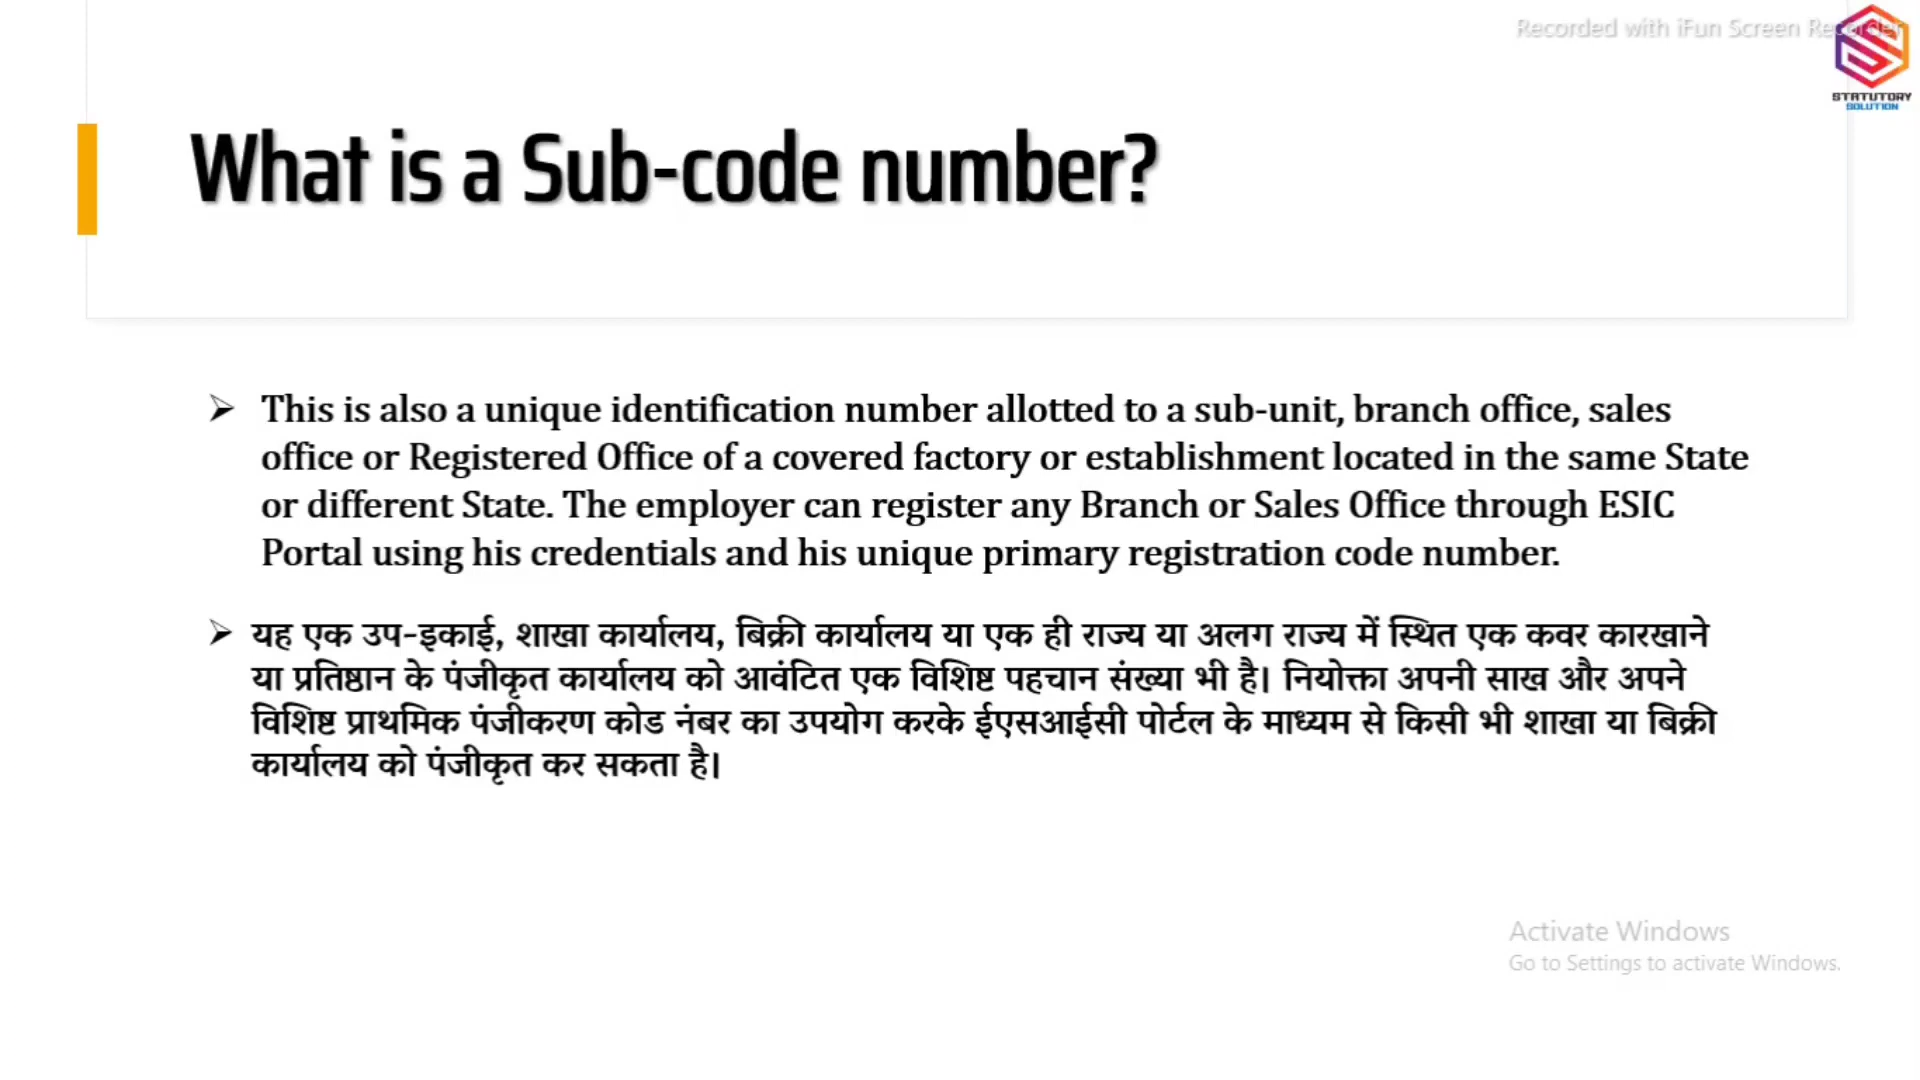 Recorded with iFun Screen Recorder
STATUTORY
SOLUTION
What is a Sub-code number?
➢ This is also a unique identification number allotted to a sub-unit, branch office, sales
office or Registered Office of a covered factory or establishment located in the same State
or different State. The employer can register any Branch or Sales Office through ESIC
Portal using his credentials and his unique primary registration code number.
➢ यह एक उप-इकाई, शाखा कार्यालय, बिक्री कार्यालय या एक ही राज्य या अलग राज्य में स्थित एक कवर कारखाने
या प्रतिष्ठान के पंजीकृत कार्यालय को आवंटित एक विशिष्ट पहचान संख्या भी है। नियोक्ता अपनी साख और अपने
विशिष्ट प्राथमिक पंजीकरण कोड नंबर का उपयोग करके ईएसआईसी पोर्टल के माध्यम से किसी भी शाखा या बिक्री
कार्यालय को पंजीकृत कर सकता है।
Activate Windows
Go to Settings to activate Windows.